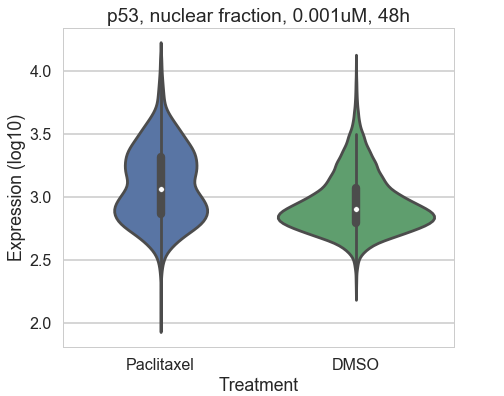 p53, nuclear fraction, 0.001uM, 48h
Expression (log10)
4.0
3.5
3.0
2.5
2.0
Paclitaxel DMSO
Treatment